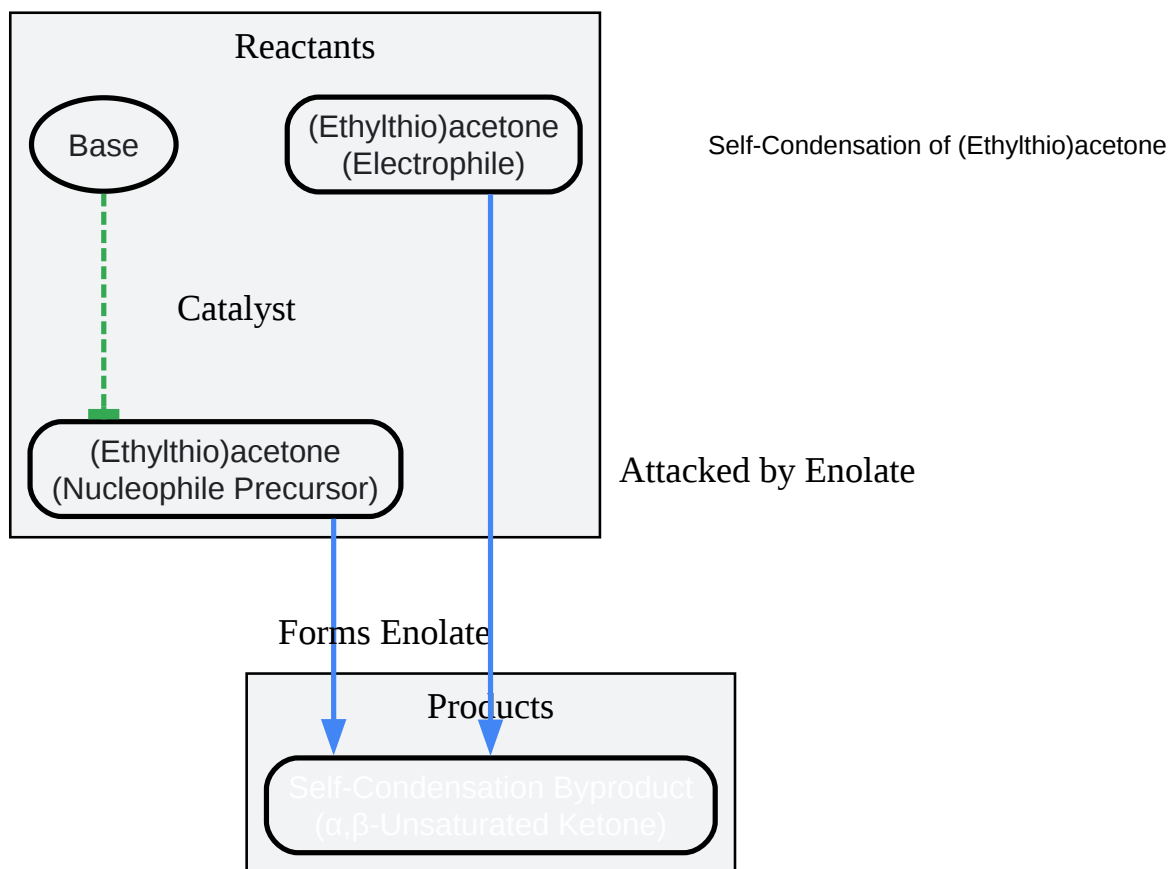 Reactants
Base
(Ethylthio)acetone
(Electrophile)
Self-Condensation of (Ethylthio)acetone
Catalyst
(Ethylthio)acetone
(Nucleophile Precursor)
Attacked by Enolate
Forms Enolate
Products
Self-Condensation Byproduct
(α,β-Unsaturated Ketone)